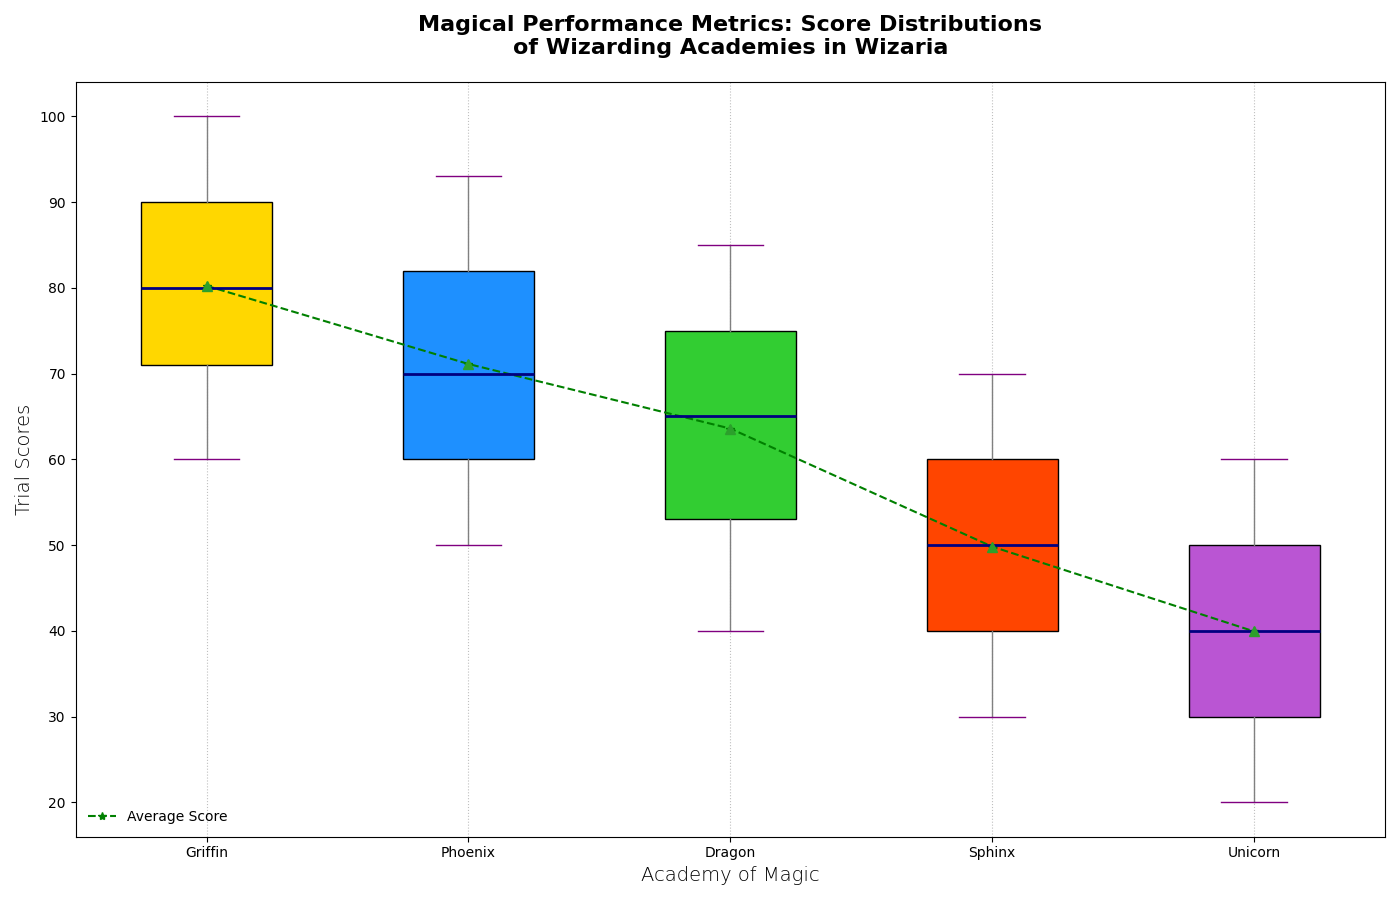 Magical Performance Metrics: Score Distributions
of Wizarding Academies in Wizaria
100
90
80
70
60
50
40
30
20
Trial Scores
Average Score
Griffin
Phoenix
Dragon
Sphinx
Unicorn
Academy of Magic